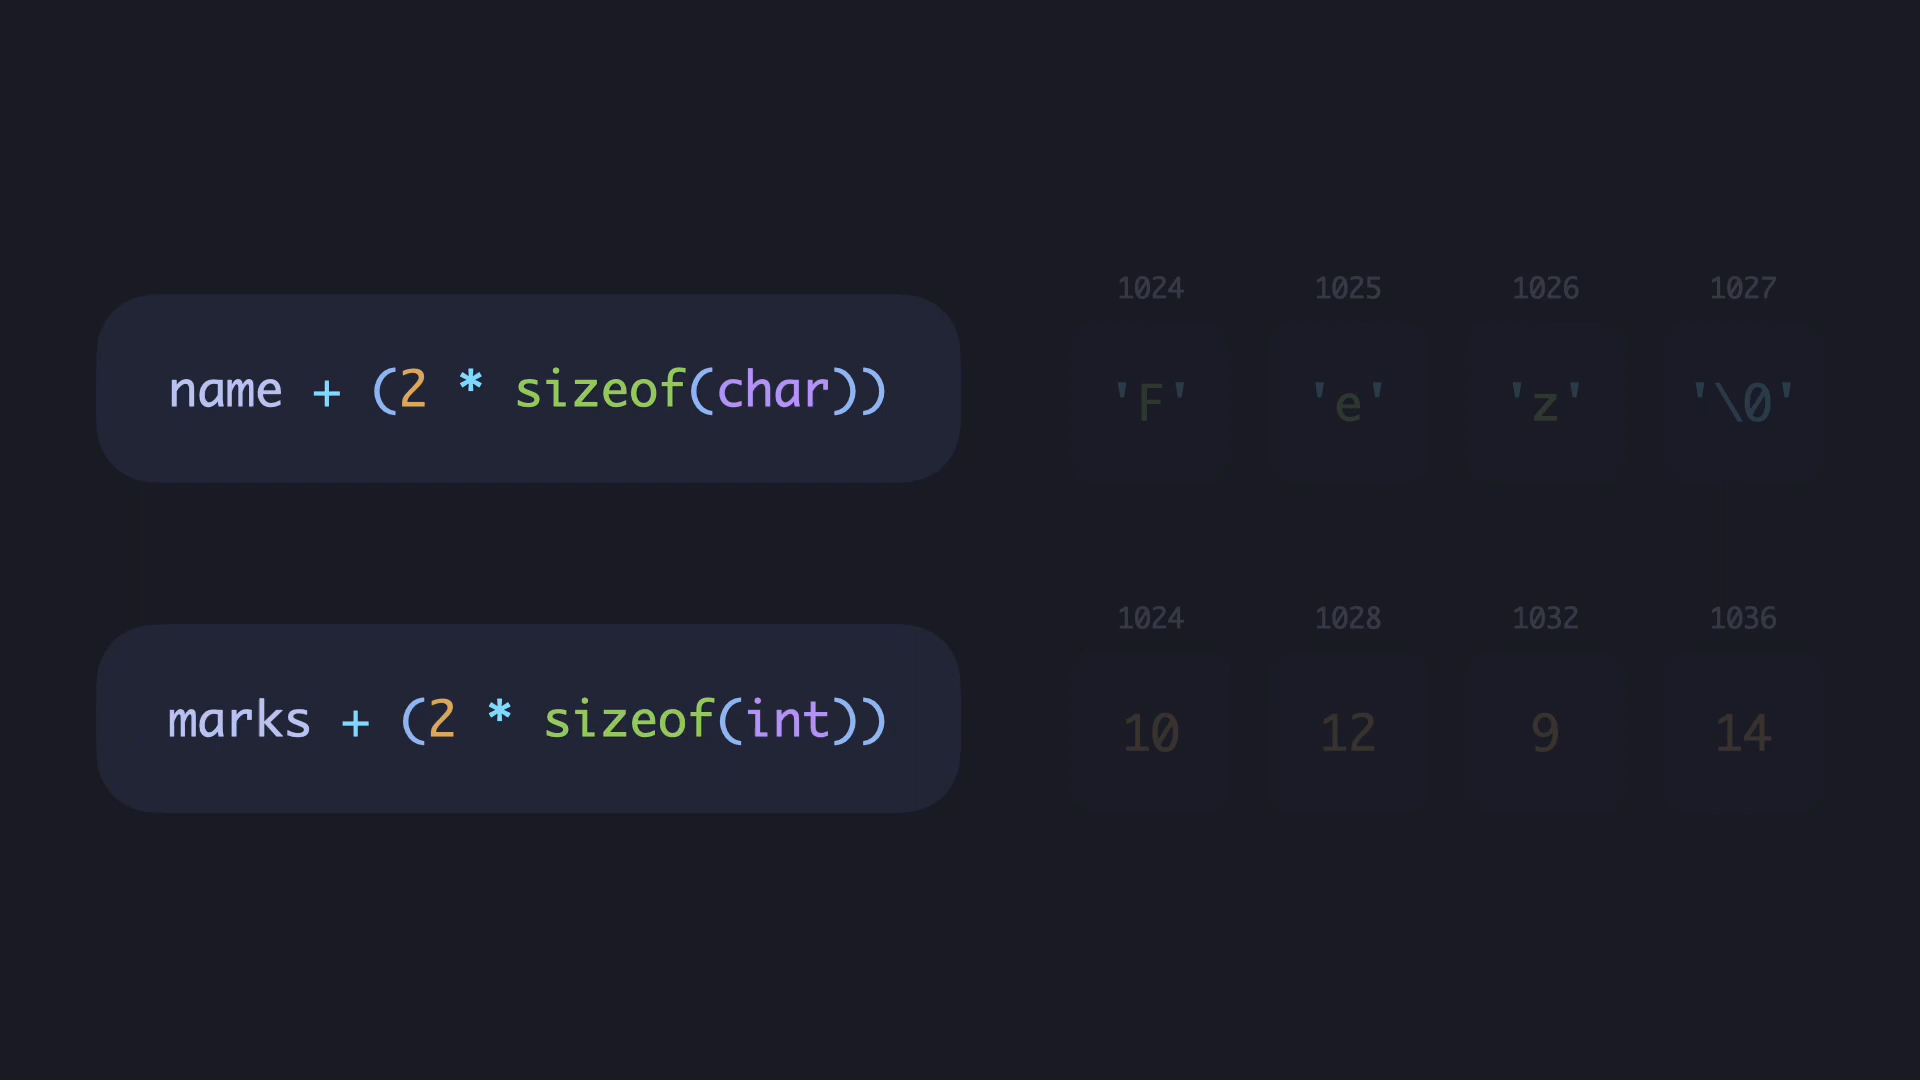 1024 1025 1026 1027
name + (2 * sizeof(char)) 'F' 'e' 'z' '\0'
1024 1028 1032 1036
marks + (2 * sizeof(int)) 10 12 9 14